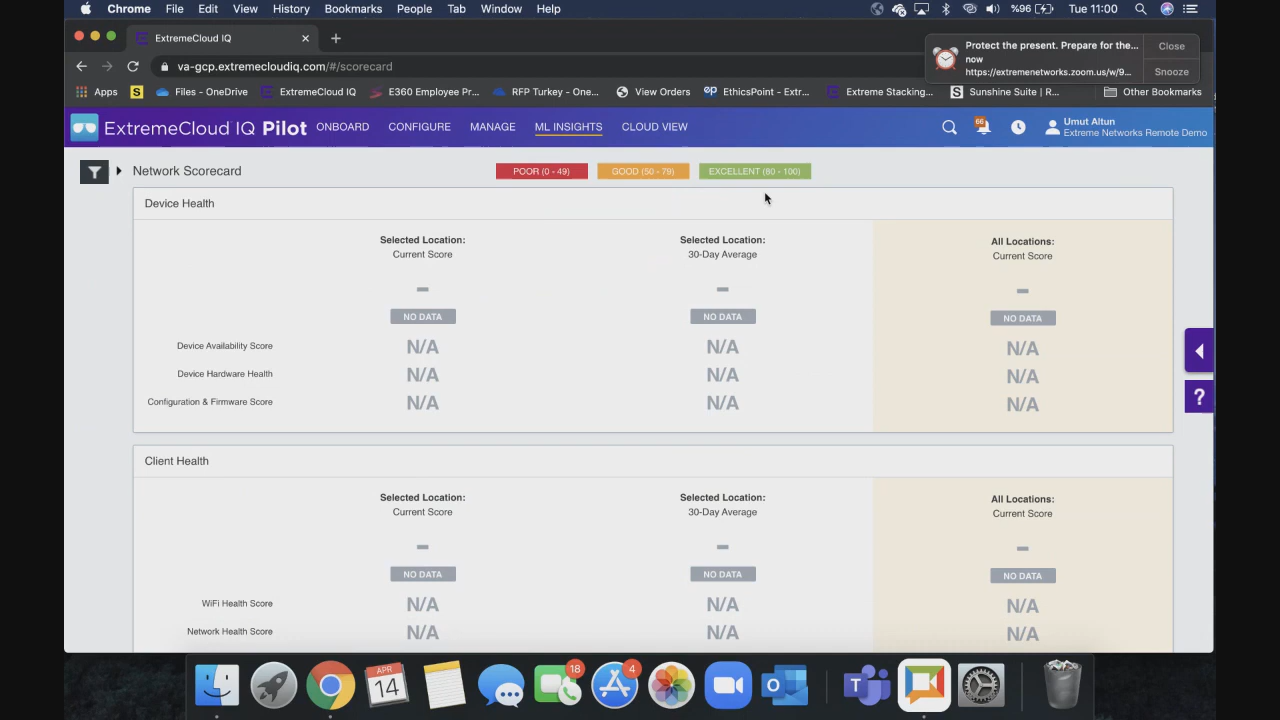 Chrome File Edit View History Bookmarks People Tab Window Help %96 Tue 11:00
ExtremeCloud IQ
va-gcp.extremecloudiq.com/#/scorecard
Protect the present. Prepare for the...
now
https://extremenetworks.zoom.us/w/9...
Close
Snooze
Apps S Files - OneDrive ExtremeCloud IQ E360 Employee Pr... RFP Turkey - One... View Orders EthicsPoint - Extr... Extreme Stacking... S Sunshine Suite | R... Other Bookmarks
ExtremeCloud IQ Pilot ONBOARD CONFIGURE MANAGE ML INSIGHTS CLOUD VIEW 66 Umut Altun
Extreme Networks Remote Demo
Network Scorecard POOR (0 - 49) GOOD (50 - 79) EXCELLENT (80 - 100)
Device Health
Selected Location: Selected Location: All Locations:
Current Score 30-Day Average Current Score
– – –
NO DATA NO DATA NO DATA
Device Availability Score N/A N/A N/A
Device Hardware Health N/A N/A N/A
Configuration & Firmware Score N/A N/A N/A
?
Client Health
Selected Location: Selected Location: All Locations:
Current Score 30-Day Average Current Score
– – –
NO DATA NO DATA NO DATA
WiFi Health Score N/A N/A N/A
Network Health Score N/A N/A N/A
APR
14
18
4